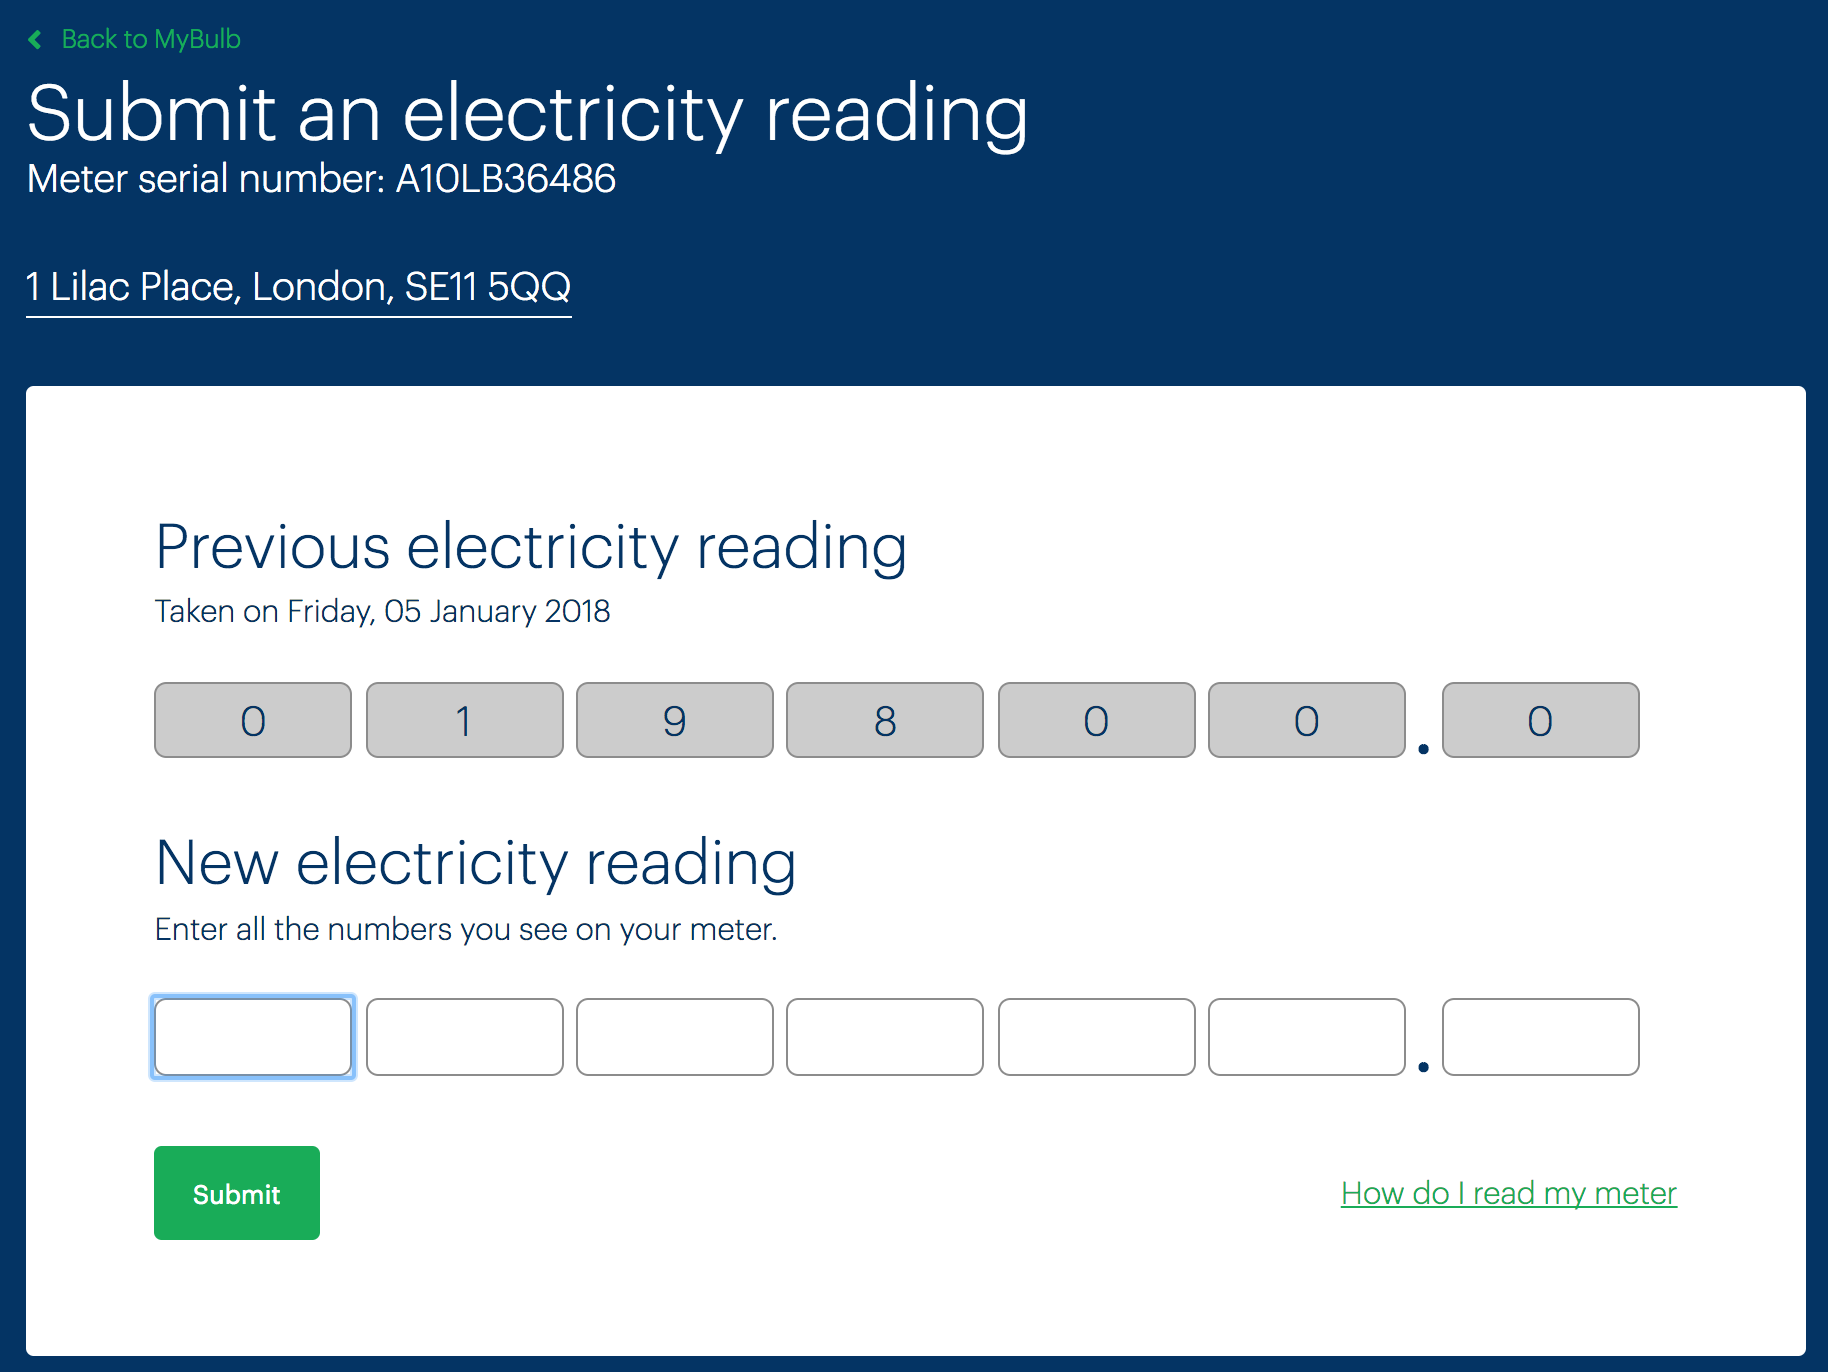 Back to MyBulb
Submit an electricity reading
Meter serial number: A10LB36486
1 Lilac Place, London, SE11 5QQ
Previous electricity reading
Taken on Friday, 05 January 2018
0 1 9 8 0 0 . 0
New electricity reading
Enter all the numbers you see on your meter.
.
Submit
How do I read my meter